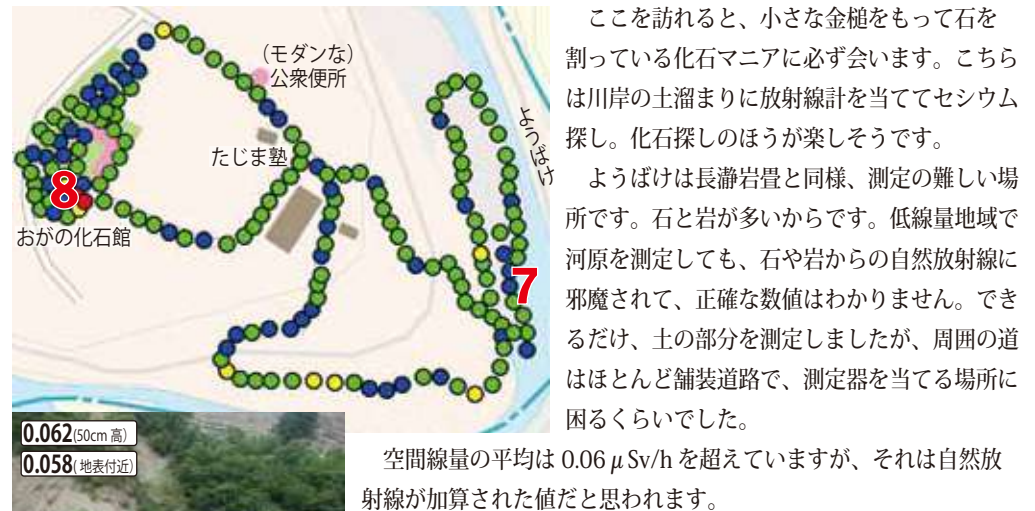 （モダンな）
公衆便所
たじま塾
ようばけ
8
おがの化石館
7
0.062(50cm 高)
0.058(地表付近)
ここを訪れると、小さな金槌をもって石を
割っている化石マニアに必ず会います。こちら
は川岸の土溜まりに放射線計を当ててセシウム
探し。化石探しのほうが楽しそうです。
ようばけは長瀞岩畳と同様、測定の難しい場
所です。石と岩が多いからです。低線量地域で
河原を測定しても、石や岩からの自然放射線に
邪魔されて、正確な数値はわかりません。でき
るだけ、土の部分を測定しましたが、周囲の道
はほとんど舗装道路で、測定器を当てる場所に
困るくらいでした。
空間線量の平均は 0.06 μ Sv/h を超えていますが、それは自然放
射線が加算された値だと思われます。